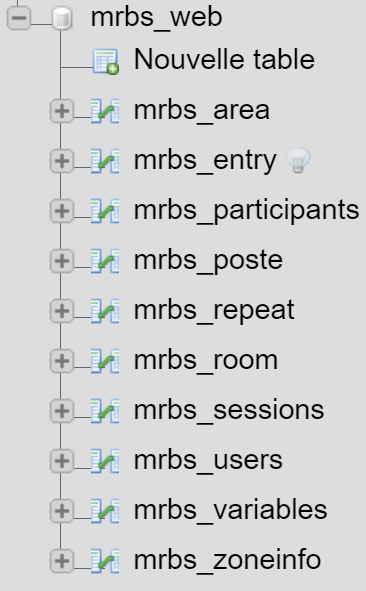 mrbs_web
Nouvelle table
mrbs_area
mrbs_entry
mrbs_participants
mrbs_poste
mrbs_repeat
mrbs_room
mrbs_sessions
mrbs_users
mrbs_variables
mrbs_zoneinfo